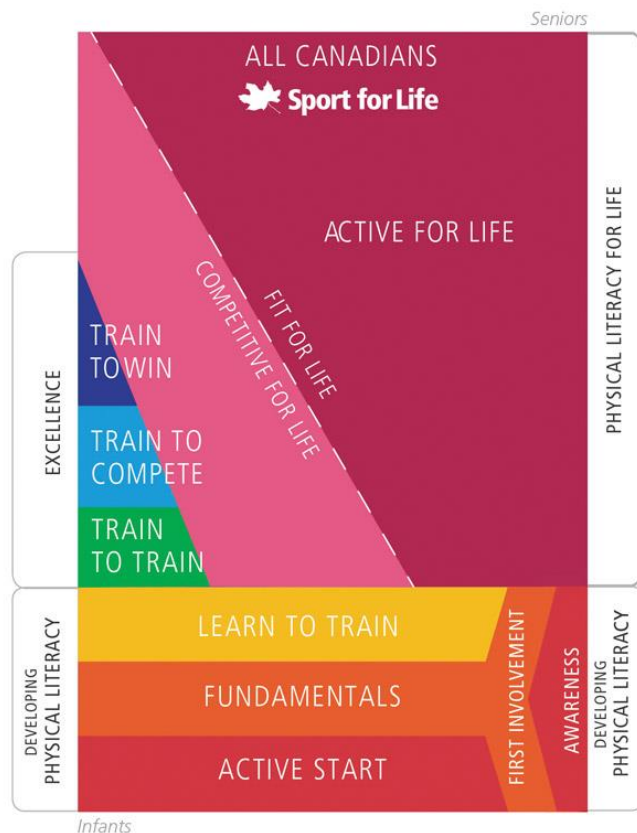 Seniors
ALL CANADIANS
Sport for Life
ACTIVE FOR LIFE
FIT FOR LIFE
COMPETITIVE FOR LIFE
PHYSICAL LITERACY FOR LIFE
EXCELLENCE
TRAIN
TO WIN
TRAIN TO
COMPETE
TRAIN
TO TRAIN
DEVELOPING
PHYSICAL LITERACY
LEARN TO TRAIN
FUNDAMENTALS
ACTIVE START
FIRST INVOLVEMENT
AWARENESS
DEVELOPING
PHYSICAL LITERACY
Infants